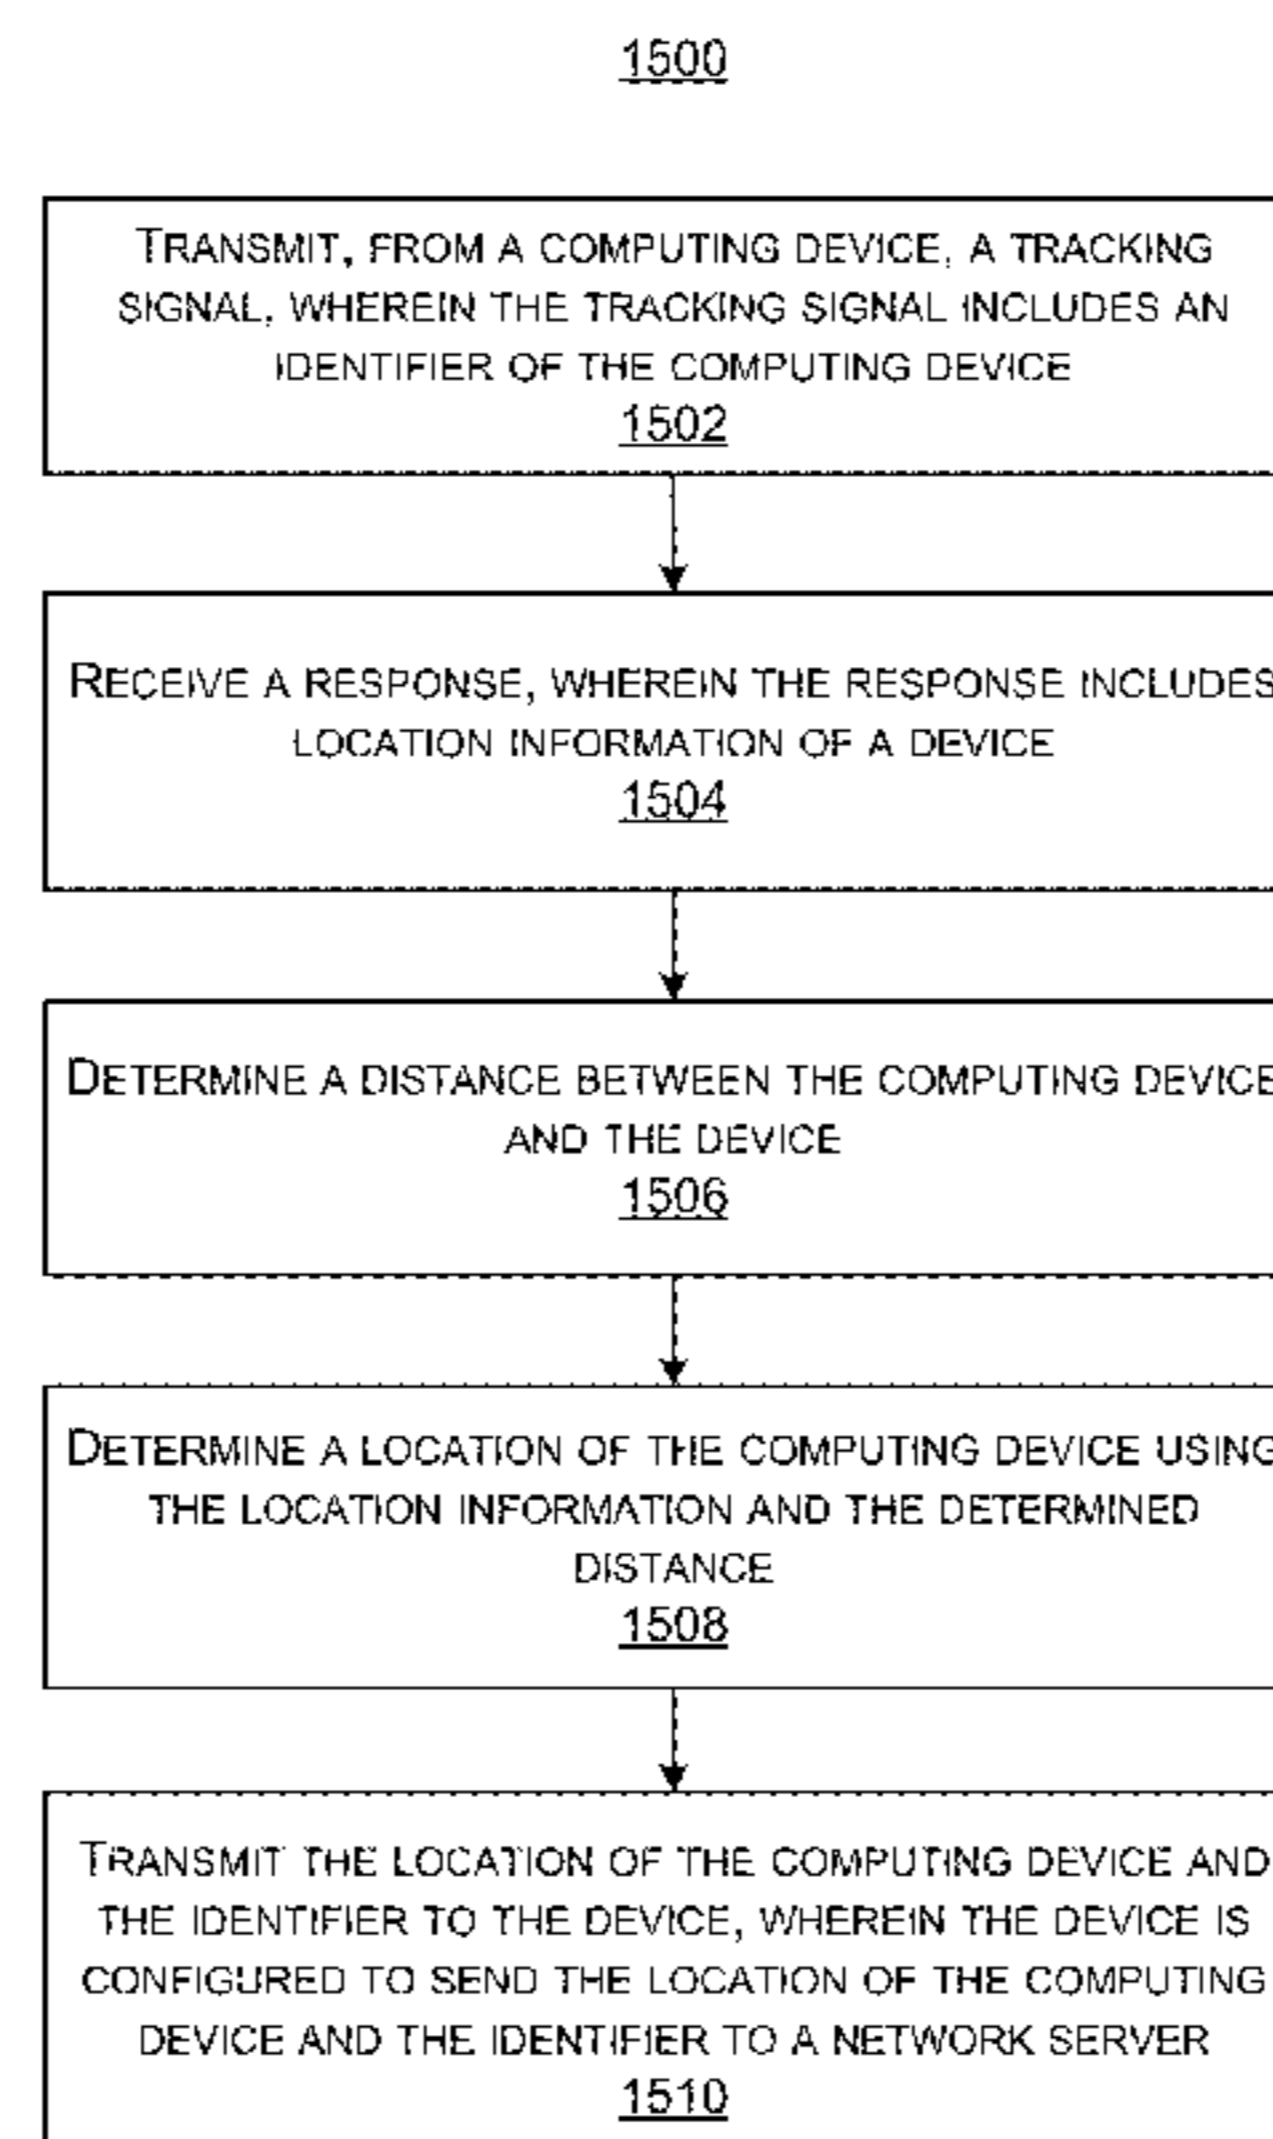 1500
TRANSMIT, FROM A COMPUTING DEVICE, A TRACKING
SIGNAL, WHEREIN THE TRACKING SIGNAL INCLUDES AN
IDENTIFIER OF THE COMPUTING DEVICE
1502
RECEIVE A RESPONSE, WHEREIN THE RESPONSE INCLUDES
LOCATION INFORMATION OF A DEVICE
1504
DETERMINE A DISTANCE BETWEEN THE COMPUTING DEVICE
AND THE DEVICE
1506
DETERMINE A LOCATION OF THE COMPUTING DEVICE USING
THE LOCATION INFORMATION AND THE DETERMINED
DISTANCE
1508
TRANSMIT THE LOCATION OF THE COMPUTING DEVICE AND
THE IDENTIFIER TO THE DEVICE, WHEREIN THE DEVICE IS
CONFIGURED TO SEND THE LOCATION OF THE COMPUTING
DEVICE AND THE IDENTIFIER TO A NETWORK SERVER
1510